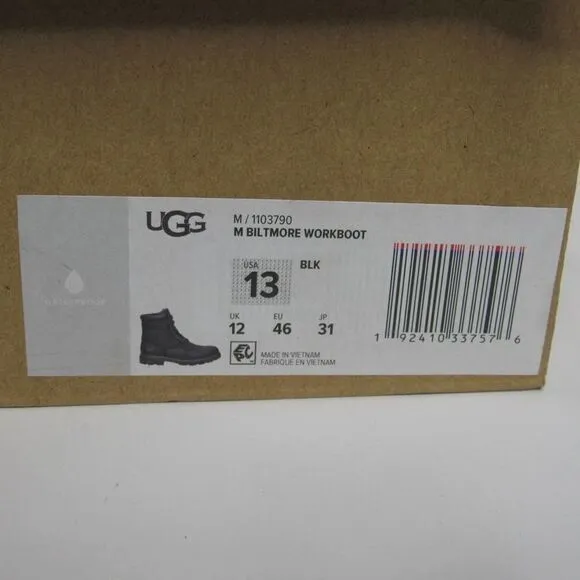 UGG
M / 1103790
M BILTMORE WORKBOOT
USA
13
BLK
UK EU JP
12 46 31
MADE IN VIETNAM
FABRIQUE EN VIETNAM
1 92410 33757 6